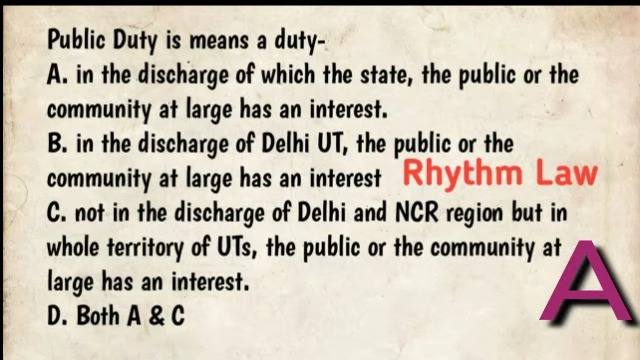 Public Duty is means a duty-
A. in the discharge of which the state, the public or the
community at large has an interest.
B. in the discharge of Delhi UT, the public or the
community at large has an interest
Rhythm Law
C. not in the discharge of Delhi and NCR region but in
whole territory of UTs, the public or the community at
large has an interest.
D. Both A & C
A